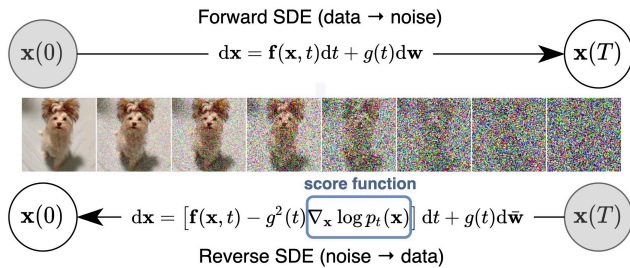 Forward SDE (data → noise)
x(0) dx = f(x, t)dt + g(t)dw x(T)
score function
x(0) dx = [f(x, t) − g²(t)∇ₓ log pₜ(x)] dt + g(t)dw̄ x(T)
Reverse SDE (noise → data)